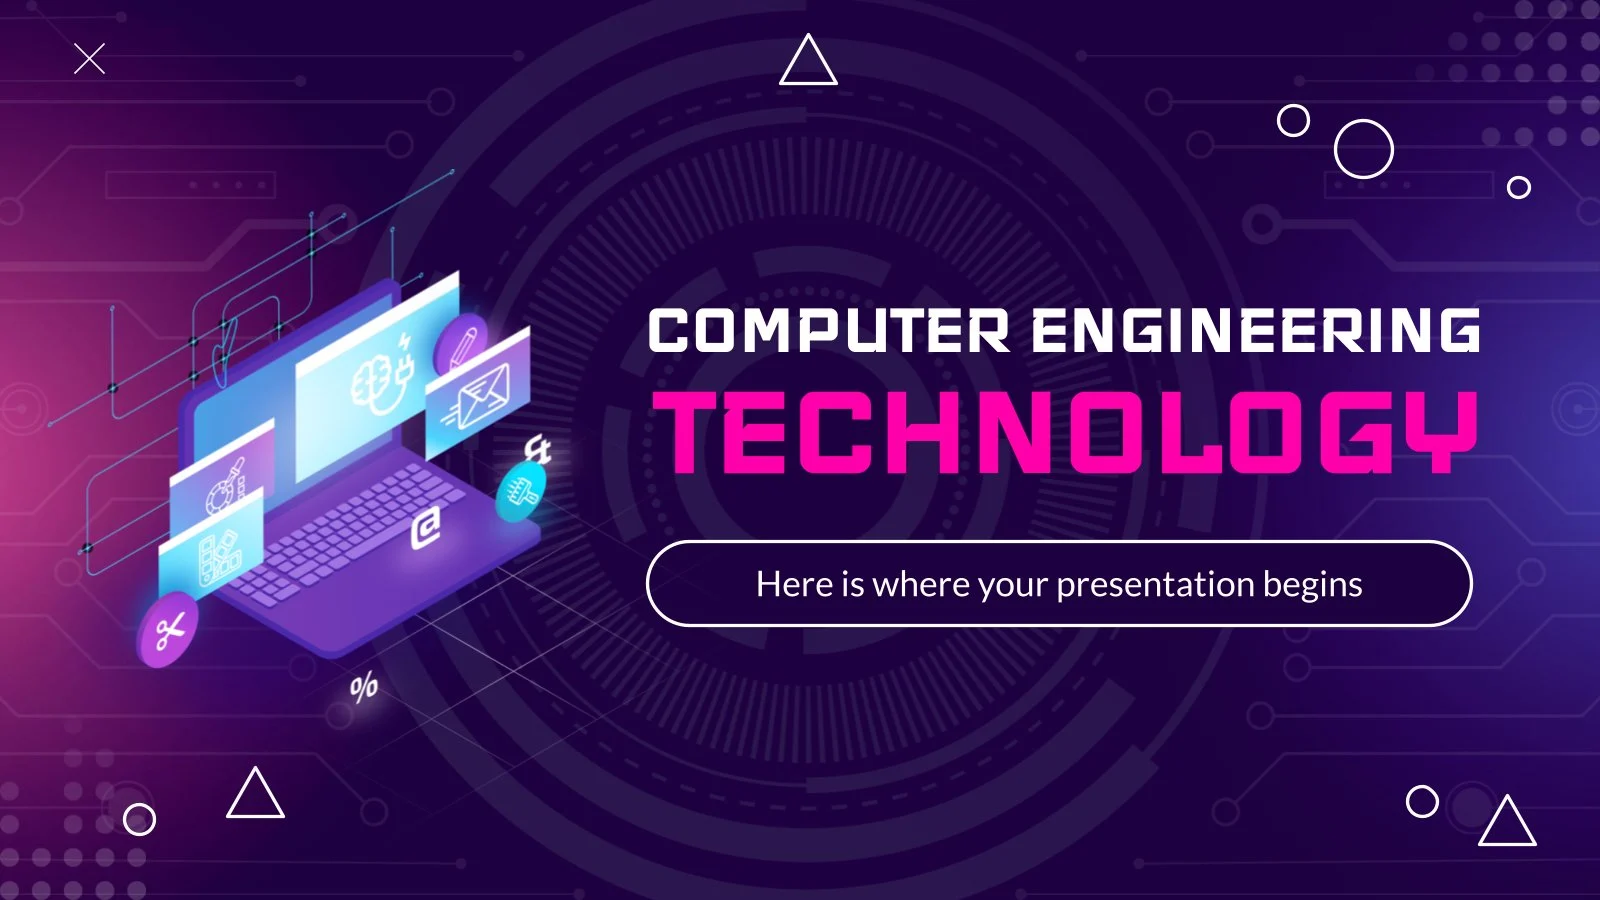 COMPUTER ENGINEERING
TECHNOLOGY
Here is where your presentation begins
@
%